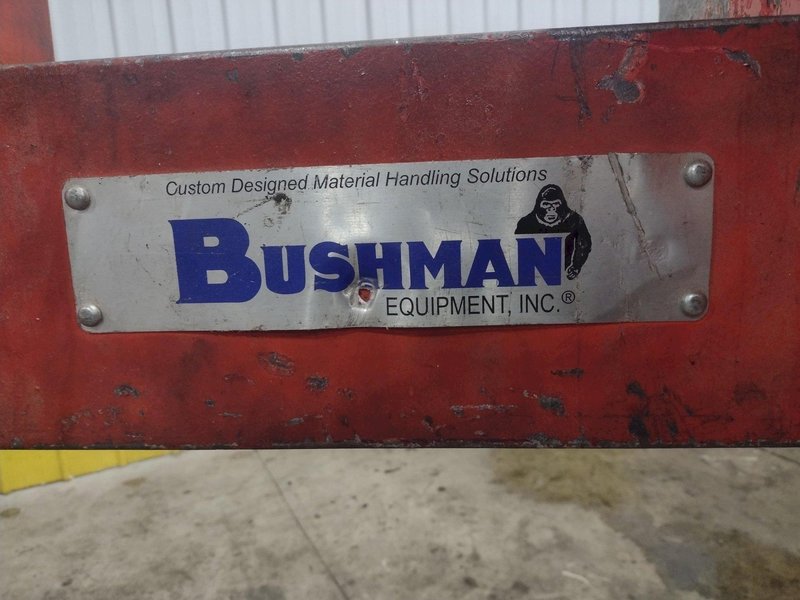 Custom Designed Material Handling Solutions
BUSHMAN
EQUIPMENT, INC.®